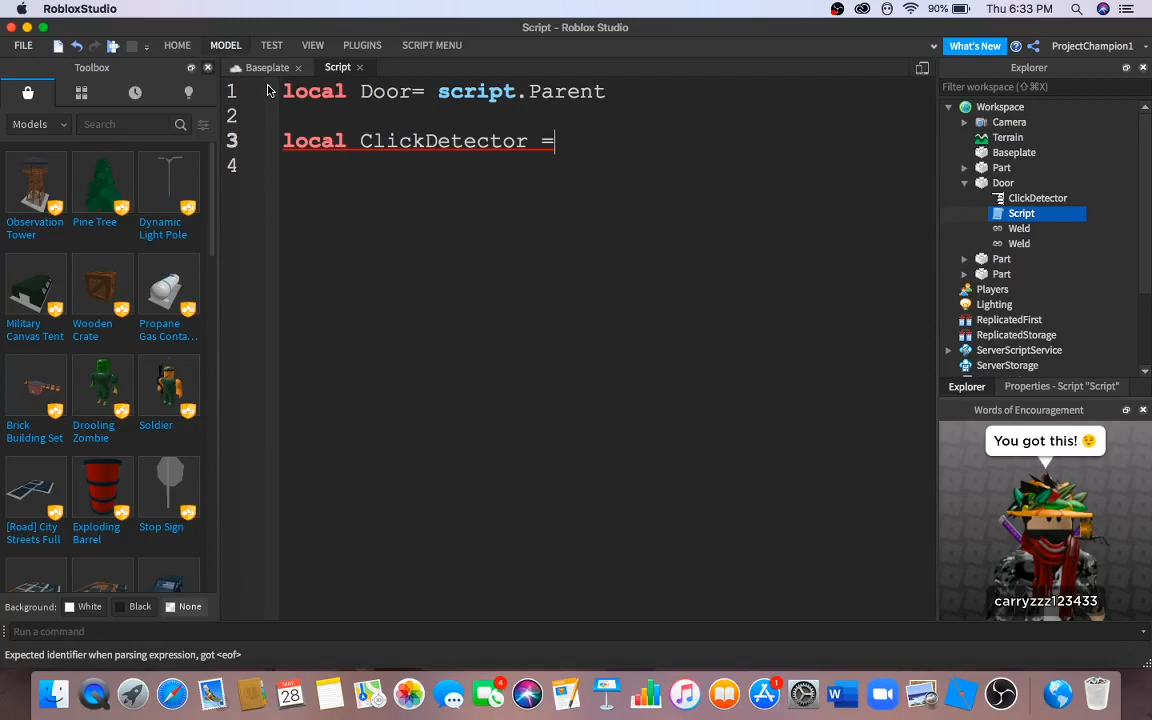 RobloxStudio
90%
Thu 6:33 PM
Script - Roblox Studio
FILE
HOME
MODEL
TEST
VIEW
PLUGINS
SCRIPT MENU
What's New
ProjectChampion1
Toolbox
Baseplate
Script
Explorer
Filter workspace (⇧⌘X)
Models
Search
1 local Door= script.Parent
2
3 local ClickDetector =
4
Observation Tower
Pine Tree
Dynamic Light Pole
Military Canvas Tent
Wooden Crate
Propane Gas Conta...
Brick Building Set
Drooling Zombie
Soldier
[Road] City Streets Full
Exploding Barrel
Stop Sign
Background:
White
Black
None
Workspace
Camera
Terrain
Baseplate
Part
Door
ClickDetector
Script
Weld
Weld
Part
Part
Players
Lighting
ReplicatedFirst
ReplicatedStorage
ServerScriptService
ServerStorage
Explorer
Properties - Script "Script"
Words of Encouragement
You got this! 😉
carryzzz123433
Run a command
Expected identifier when parsing expression, got <eof>
MAY
28
4
1